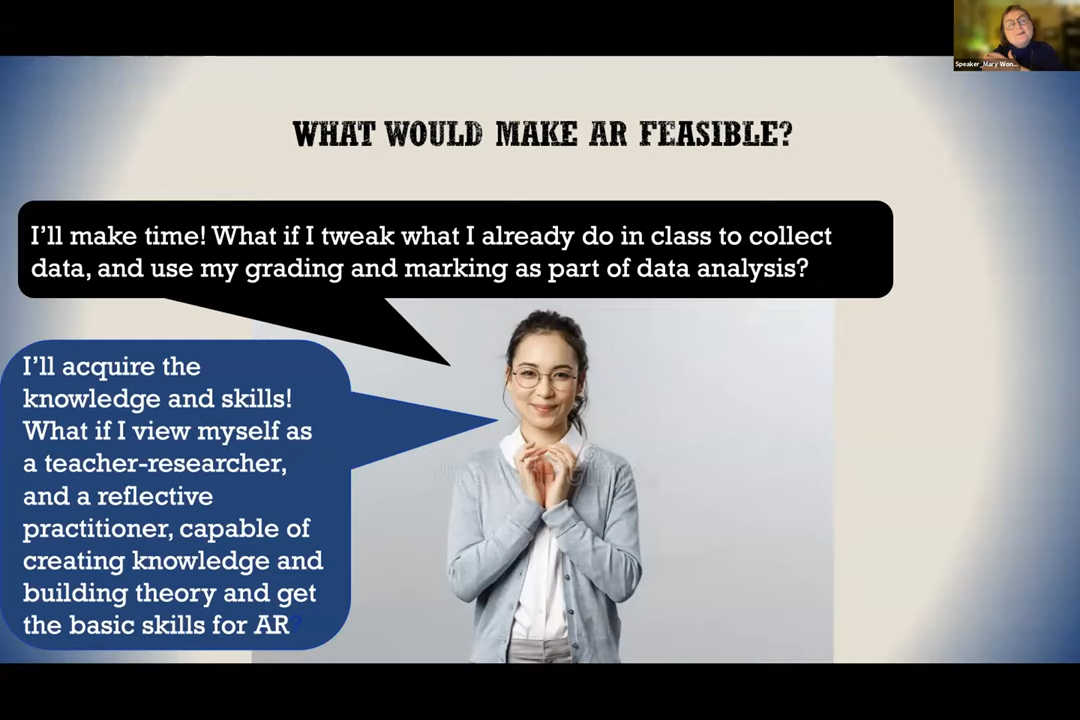 Speaker_Mary Won...
WHAT WOULD MAKE AR FEASIBLE?
I'll make time! What if I tweak what I already do in class to collect
data, and use my grading and marking as part of data analysis?
I'll acquire the
knowledge and skills!
What if I view myself as
a teacher-researcher,
and a reflective
practitioner, capable of
creating knowledge and
building theory and get
the basic skills for AR?